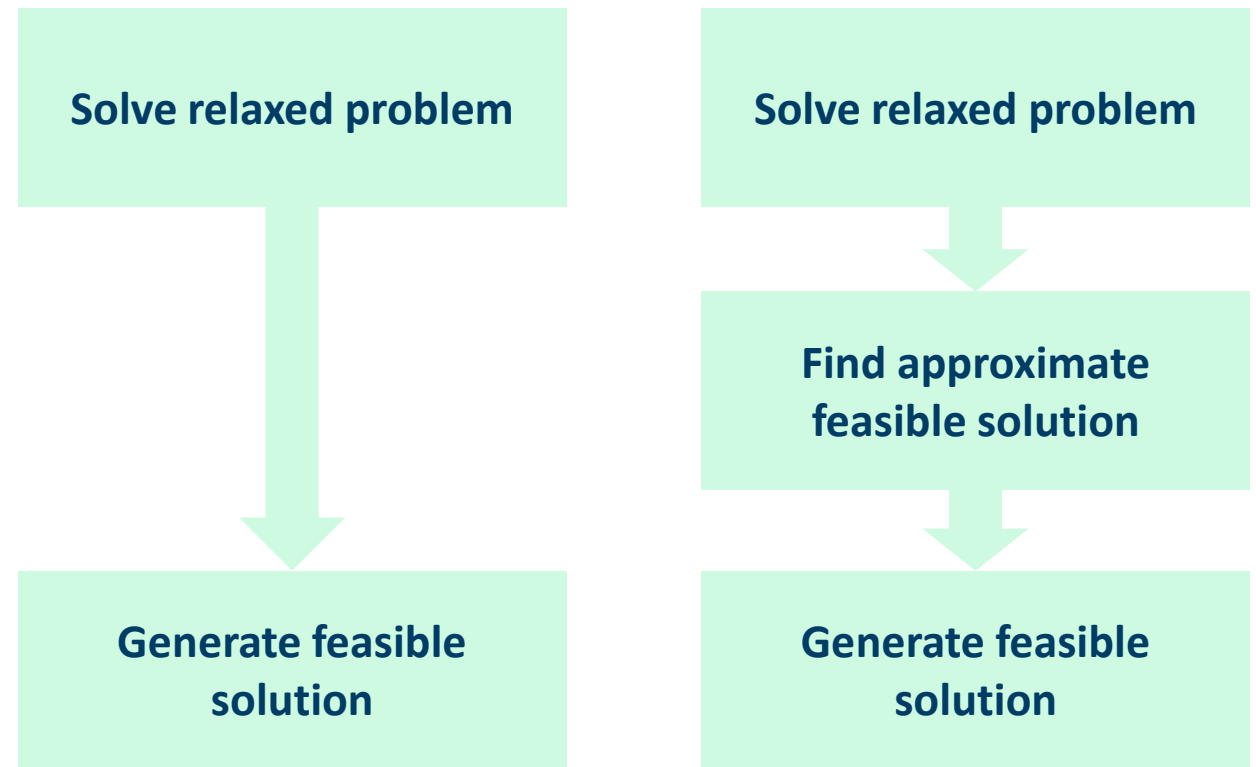 Solve relaxed problem
Generate feasible
solution
Solve relaxed problem
Find approximate
feasible solution
Generate feasible
solution